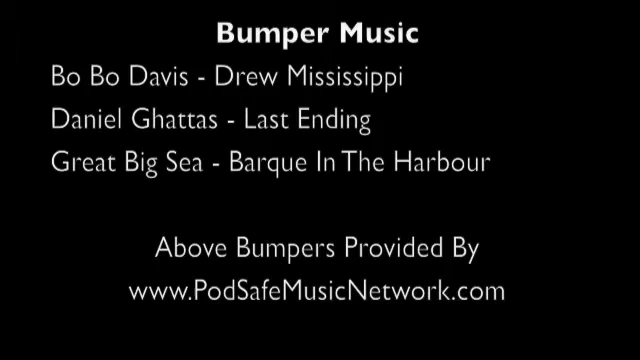 Bumper Music
Bo Bo Davis - Drew Mississippi
Daniel Ghattas - Last Ending
Great Big Sea - Barque In The Harbour
Above Bumpers Provided By
www.PodSafeMusicNetwork.com